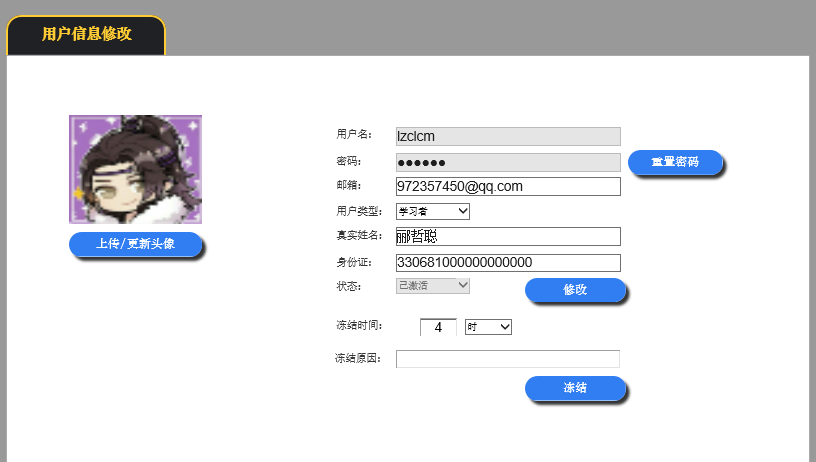 用户信息修改
用户名： lzclcm
密码： ●●●●●● 重置密码
邮箱： 972357450@qq.com
用户类型： 学习者
上传/更新头像
真实姓名： 郦哲聪
身份证： 330681000000000000
状态： 已激活 修改
冻结时间： 4 时
冻结原因：
冻结